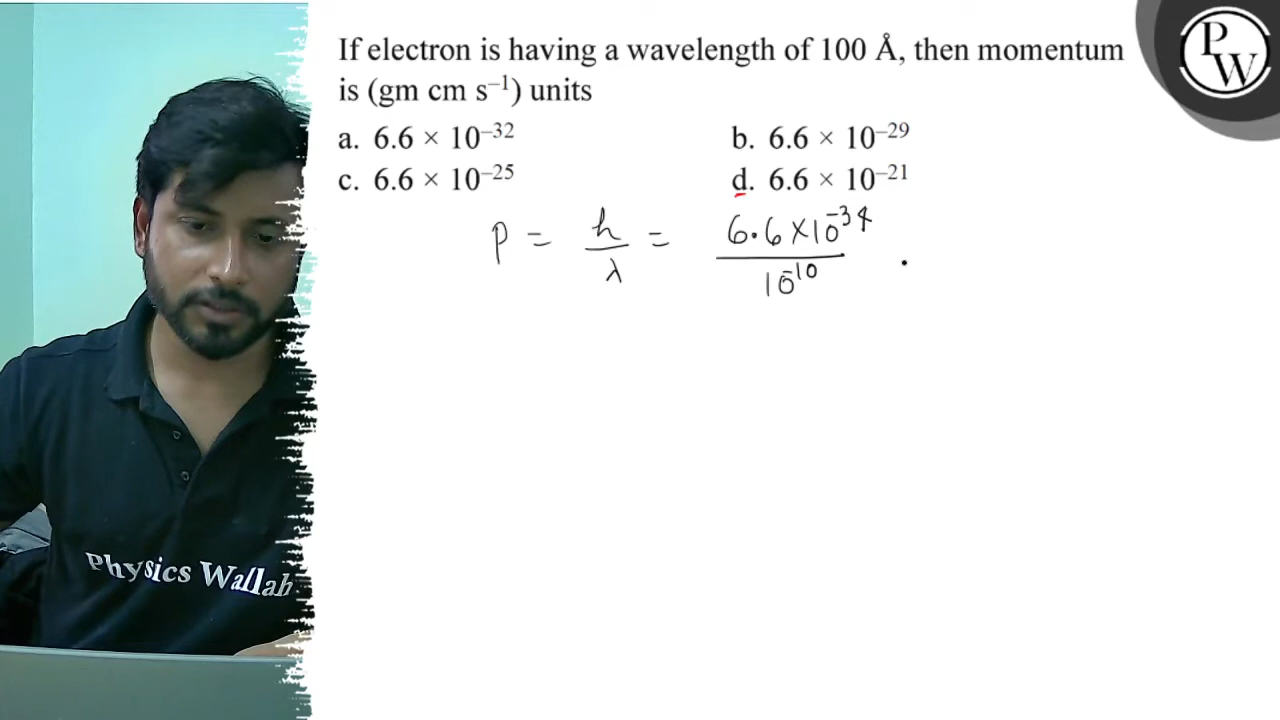 If electron is having a wavelength of 100 Å, then momentum
is (gm cm s⁻¹) units
a. 6.6 × 10⁻³²
b. 6.6 × 10⁻²⁹
c. 6.6 × 10⁻²⁵
d. 6.6 × 10⁻²¹
P = h/λ = 6.6 × 10⁻³⁴/10⁻¹⁰
PW
Physics Wallah